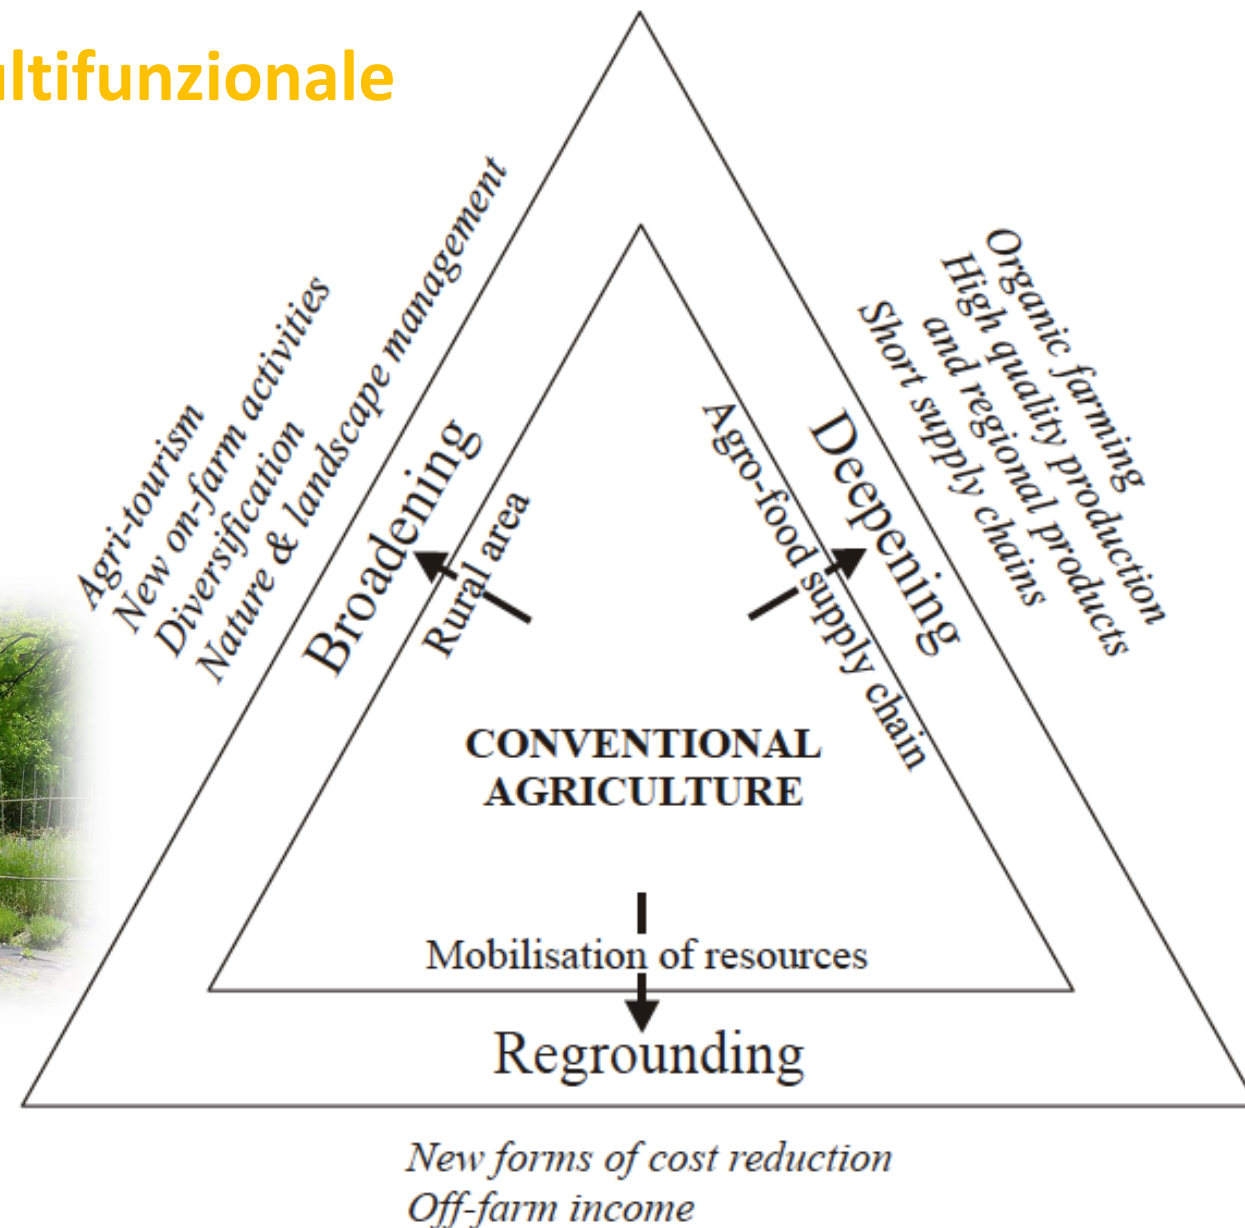 ultifunzionale
Agri-tourism
New on-farm activities
Diversification
Nature & landscape management
Broadening
Rural area
Organic farming
High quality production
and regional products
Short supply chains
Deepening
Agro-food supply chain
CONVENTIONAL
AGRICULTURE
Mobilisation of resources
Regrounding
New forms of cost reduction
Off-farm income